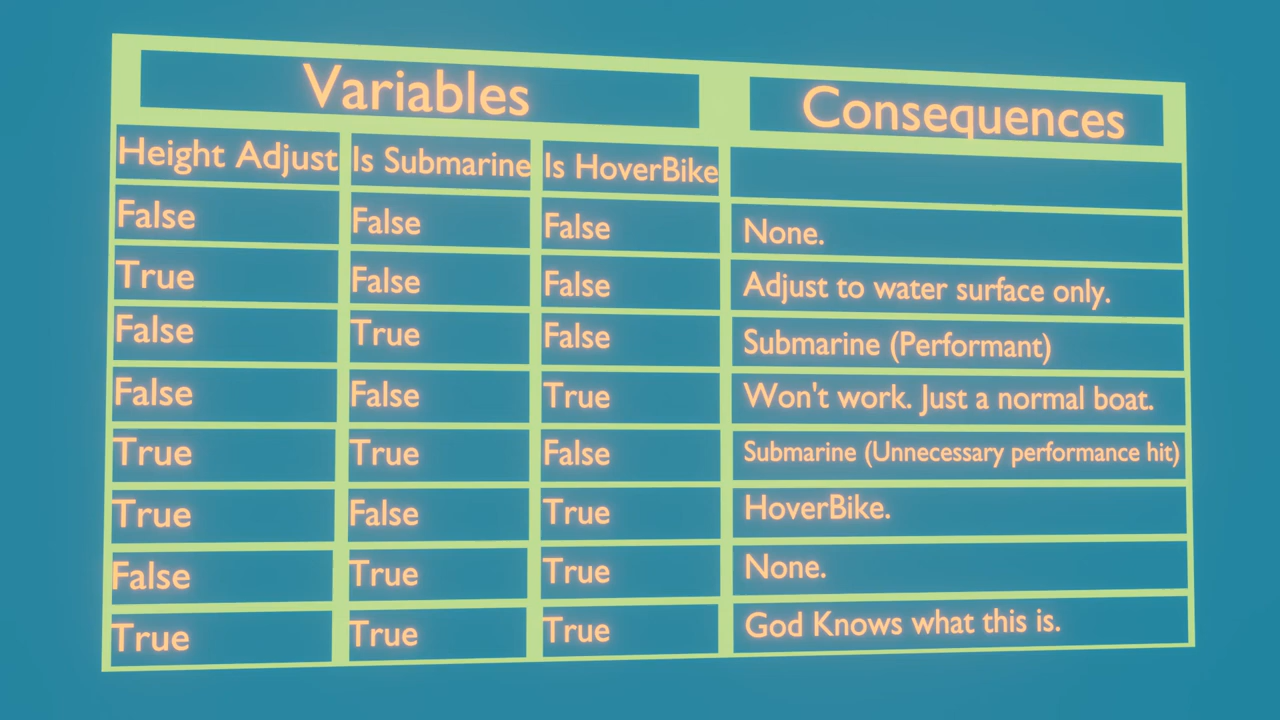 Variables Consequences
Height Adjust Is Submarine Is HoverBike
False False False None.
True False False Adjust to water surface only.
False True False Submarine (Performant)
False False True Won't work. Just a normal boat.
True True False Submarine (Unnecessary performance hit)
True False True HoverBike.
False True True None.
True True True God Knows what this is.